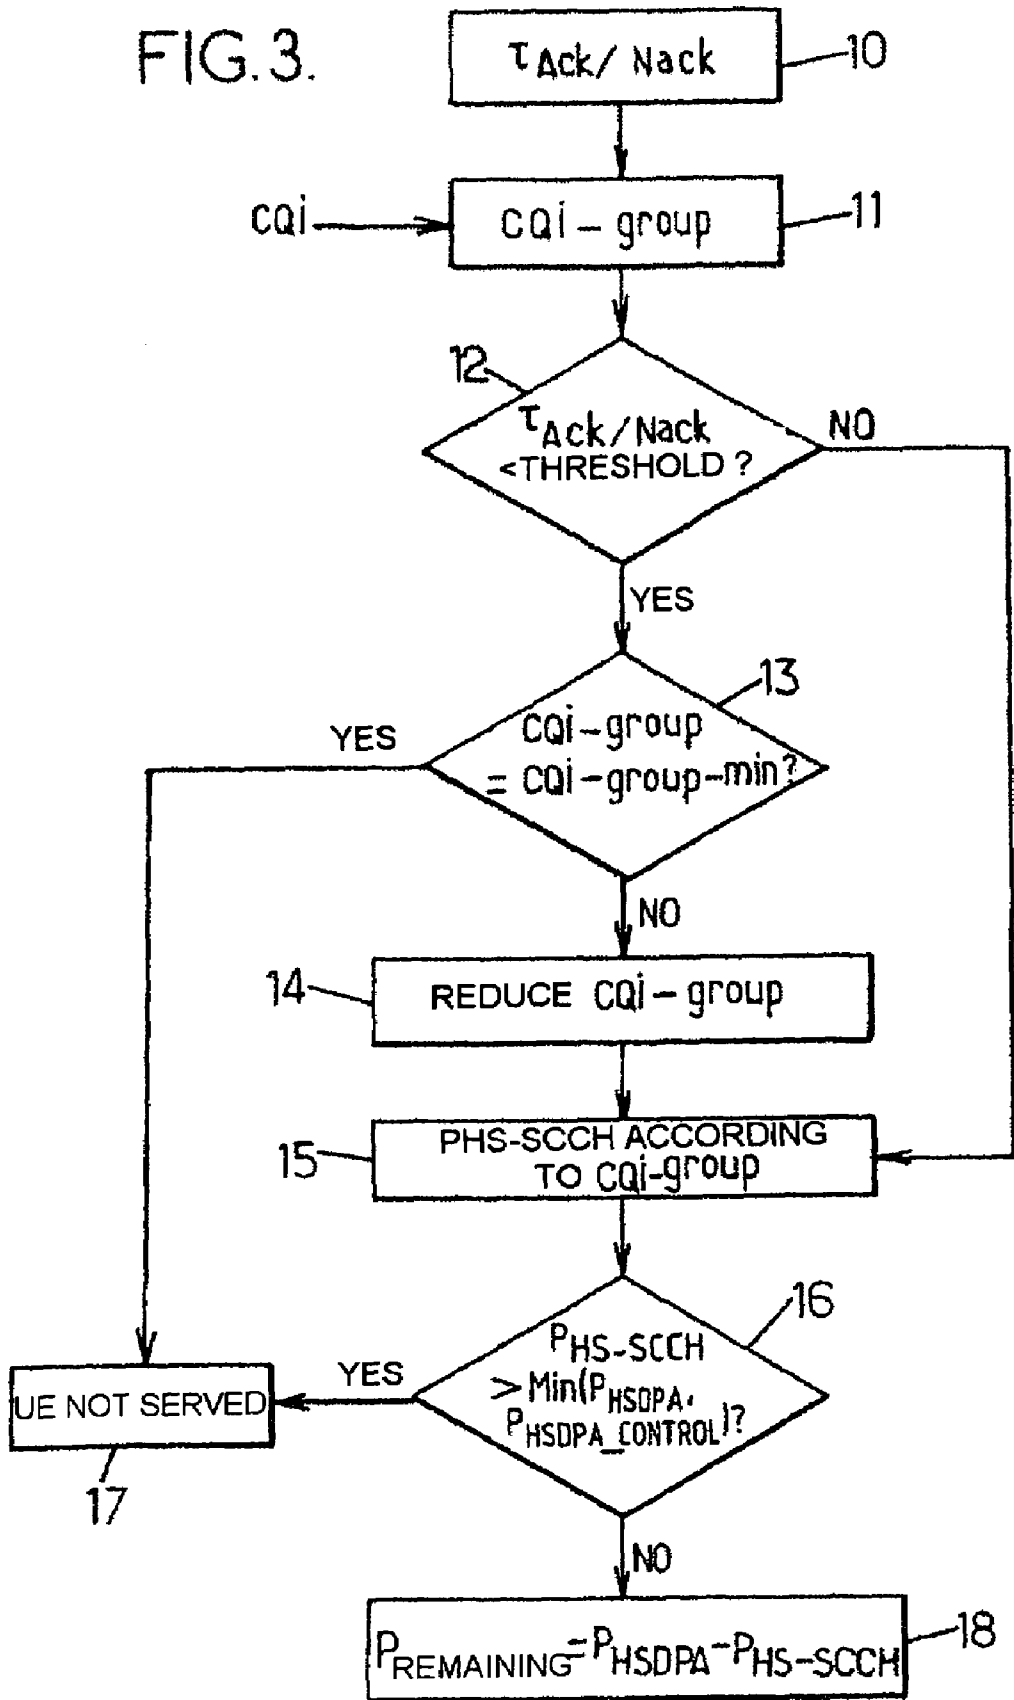 FIG.3.
τAck/ Nack
10
CQi
CQi - group
11
12
τAck/Nack
<THRESHOLD ?
NO
YES
13
CQi-group
= CQi-group-min?
YES
NO
14
REDUCE CQi-group
15
PHS-SCCH ACCORDING
TO CQi-group
16
PHS-SCCH
> Min(PHSDPA,
PHSDPA_CONTROL)?
YES
UE NOT SERVED
17
NO
PREMAINING=PHSDPA-PHS-SCCH
18